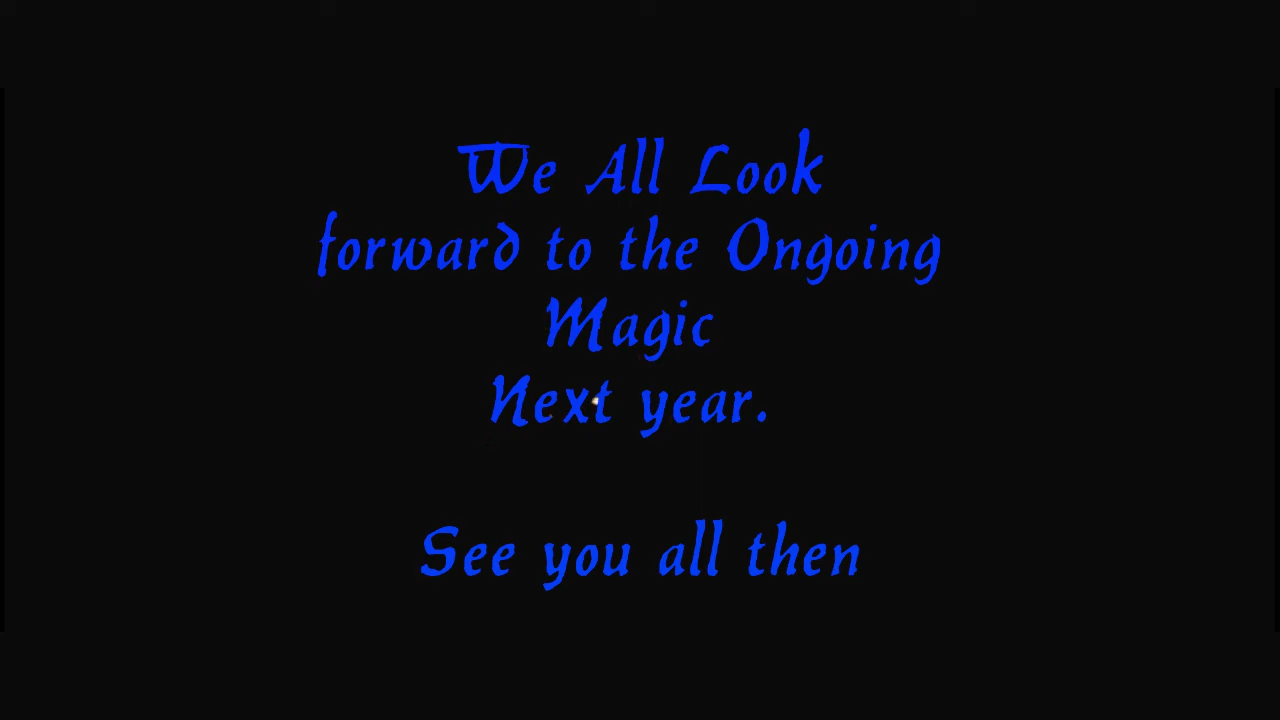 We All Look
forward to the Ongoing
Magic
Next year.
See you all then